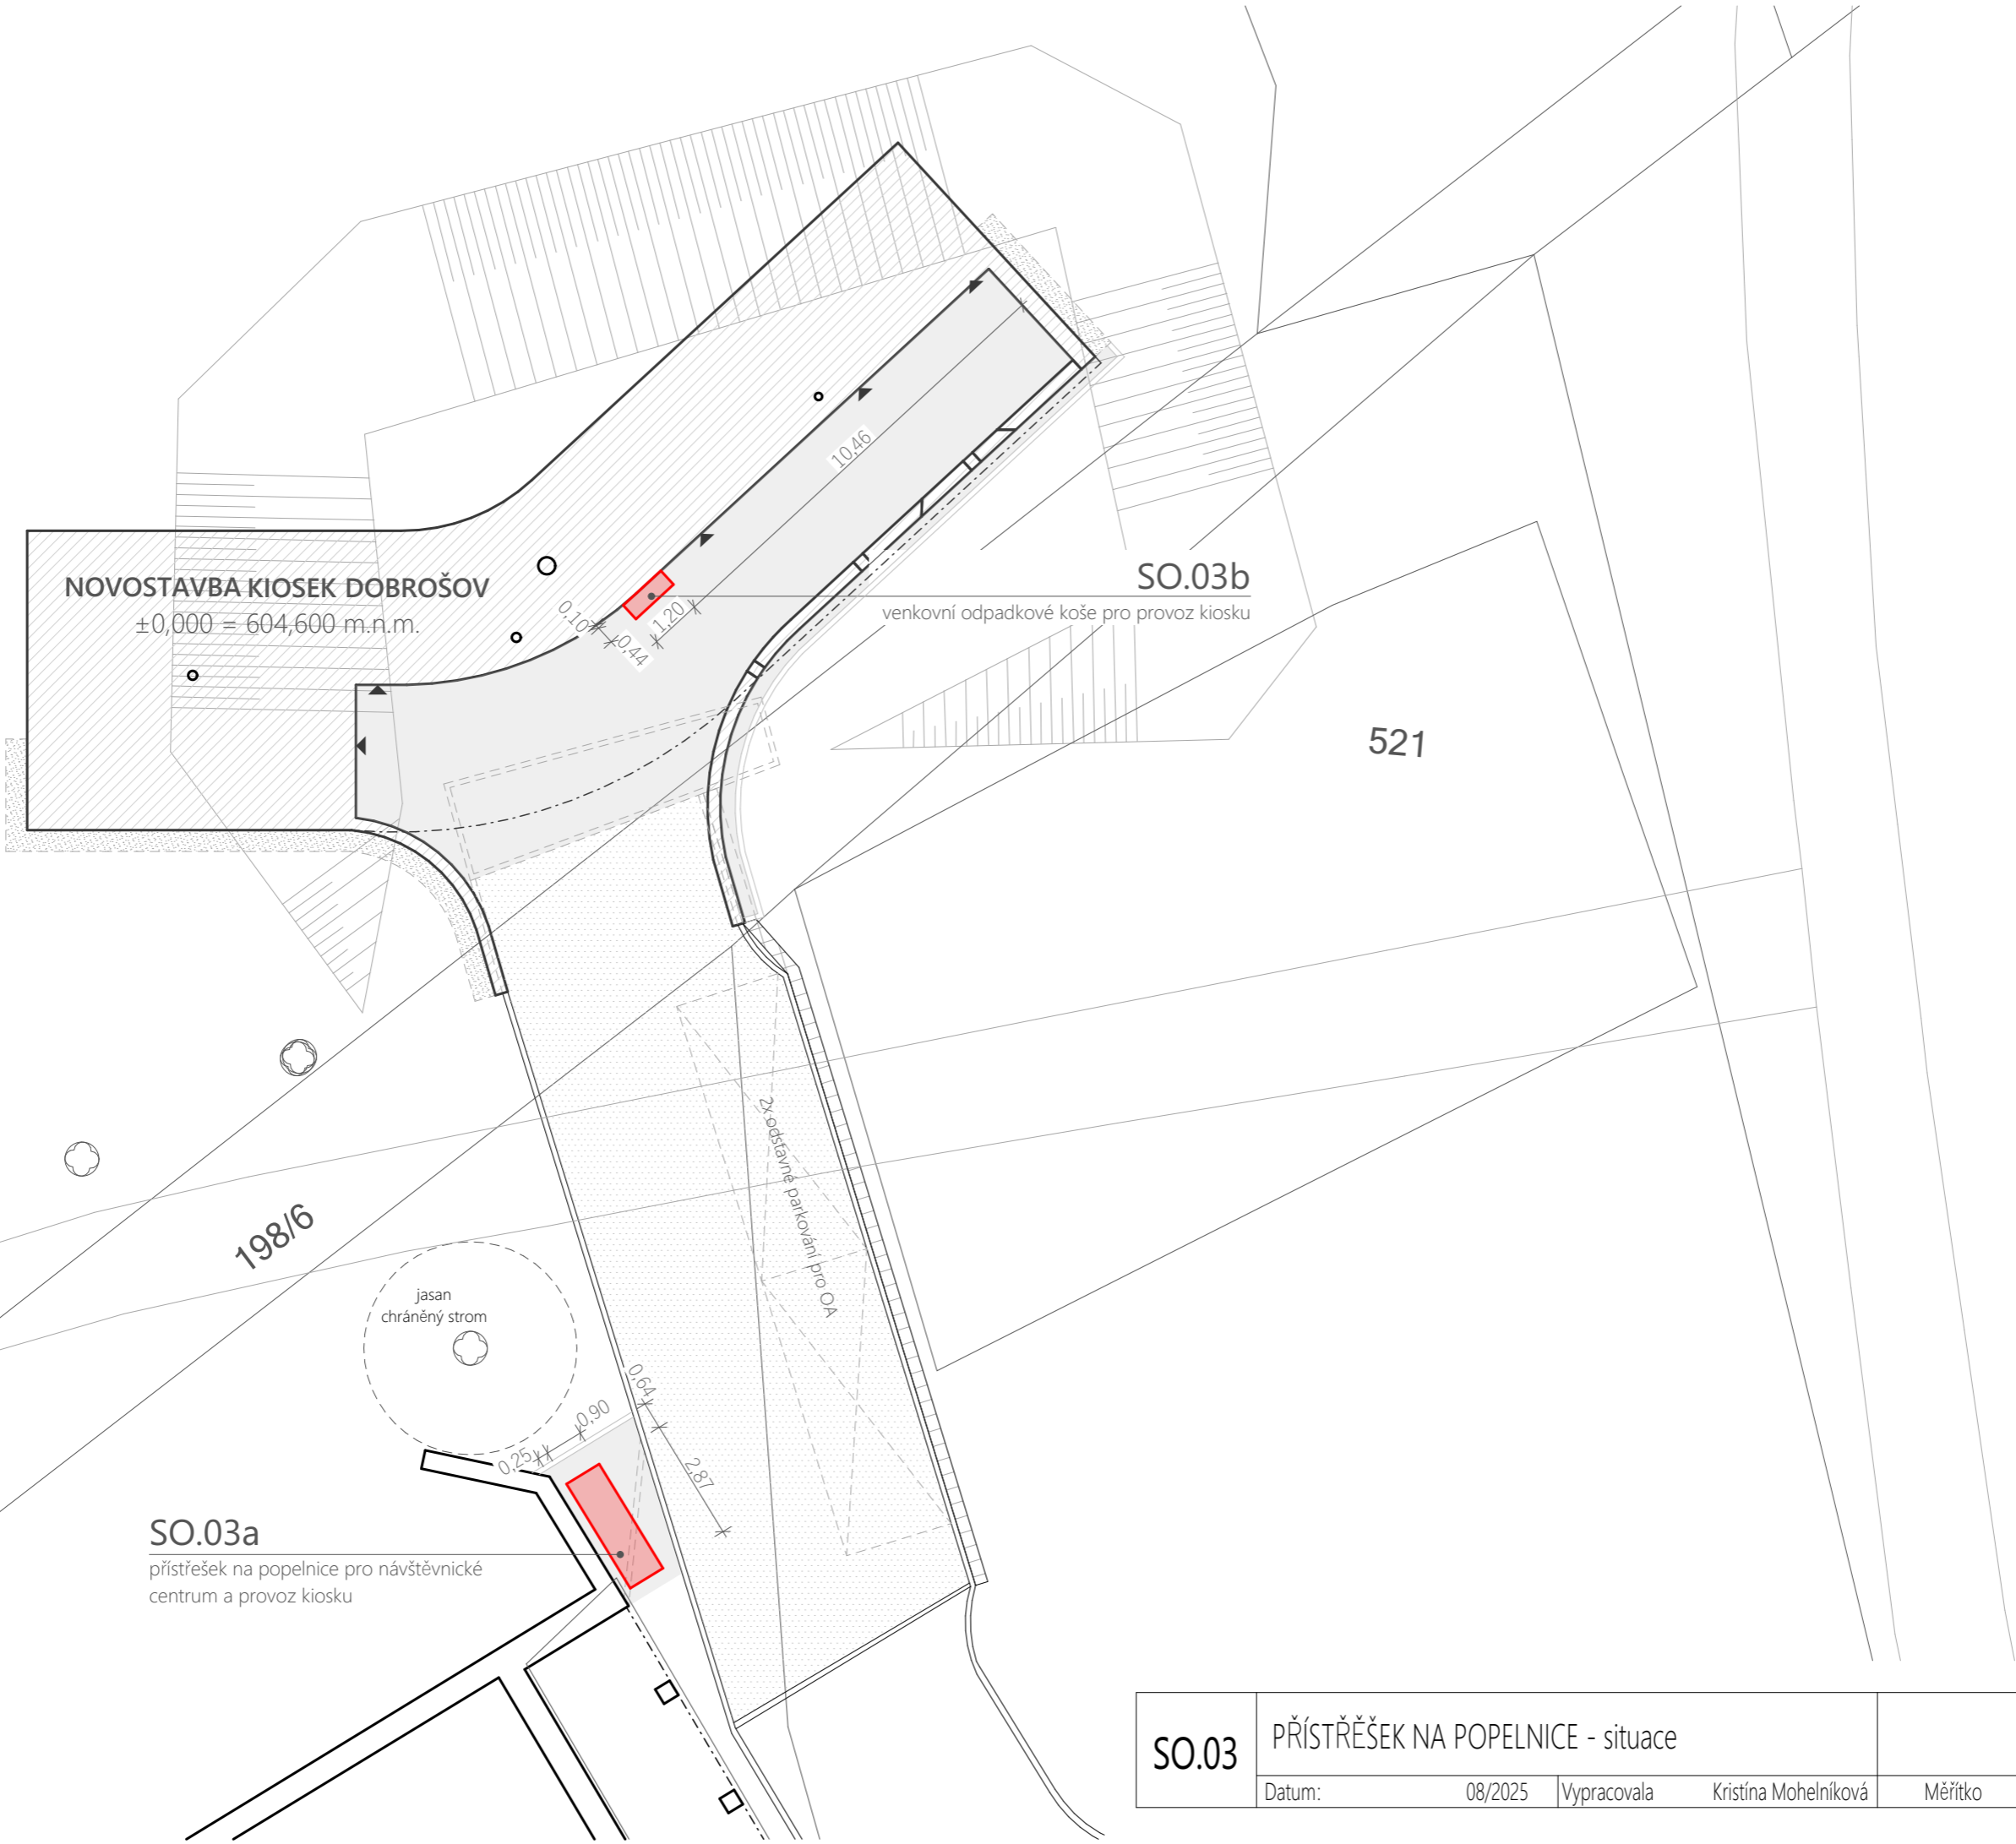 NOVOSTAVBA KIOSEK DOBROŠOV
±0,000 = 604,600 m.n.m.
10,46
SO.03b
venkovní odpadkové koše pro provoz kiosku
0,10
0,44
1,20
521
2x odstavné parkování pro OA
198/6
jasan
chráněný strom
0,64
0,90
0,25
2,87
SO.03a
přístřešek na popelnice pro návštěvnické
centrum a provoz kiosku
SO.03
PŘÍSTŘĚŠEK NA POPELNICE - situace
Datum: 08/2025 Vypracovala Kristína Mohelníková Měřítko